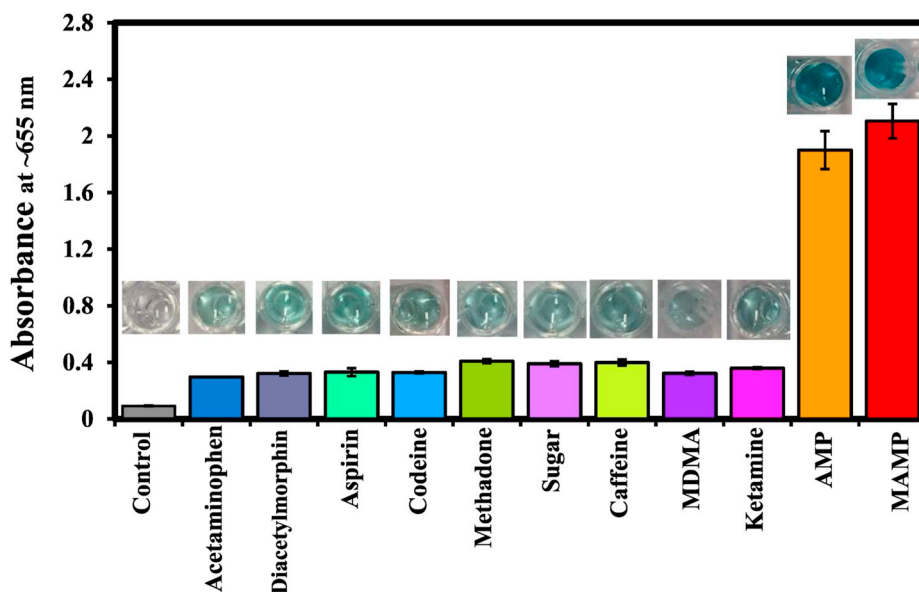 Absorbance at ~655 nm
2.8
2.4
2
1.6
1.2
0.8
0.4
0
Control
Acetaminophen
Diacetylmorphin
Aspirin
Codeine
Methadone
Sugar
Caffeine
MDMA
Ketamine
AMP
MAMP